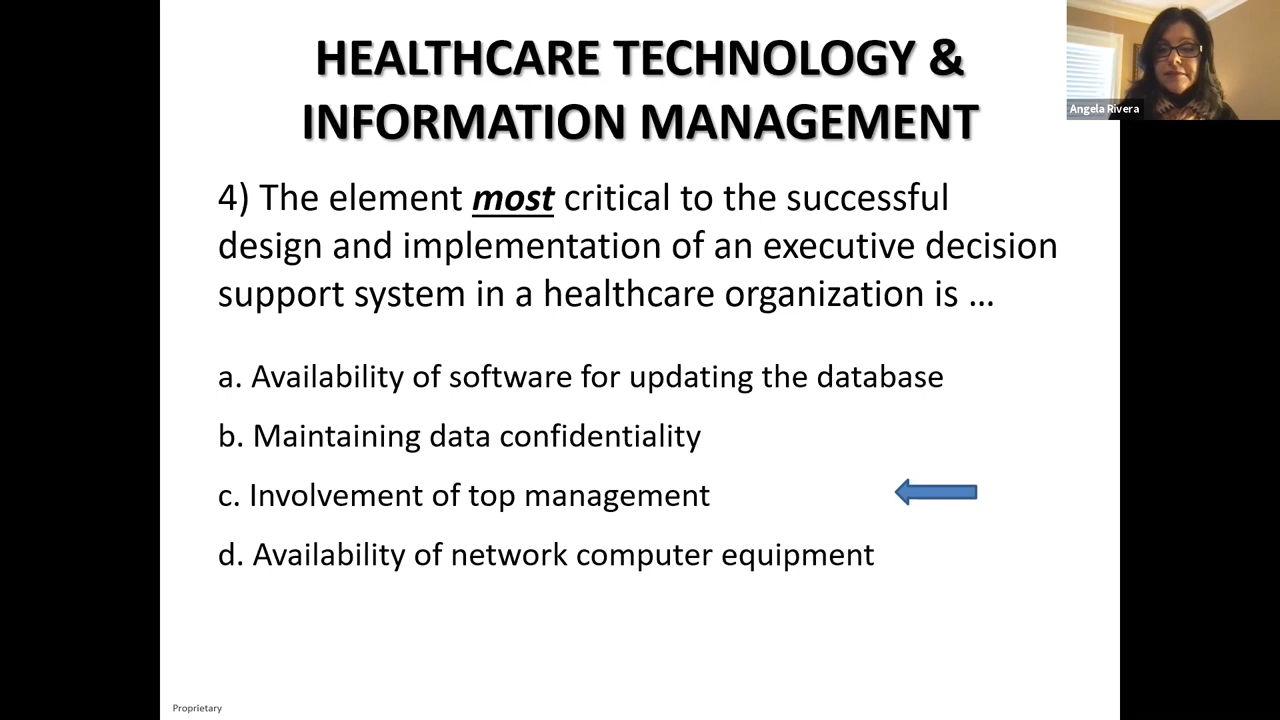 HEALTHCARE TECHNOLOGY &
INFORMATION MANAGEMENT
Angela Rivera
4) The element most critical to the successful
design and implementation of an executive decision
support system in a healthcare organization is ...
a. Availability of software for updating the database
b. Maintaining data confidentiality
c. Involvement of top management
d. Availability of network computer equipment
Proprietary